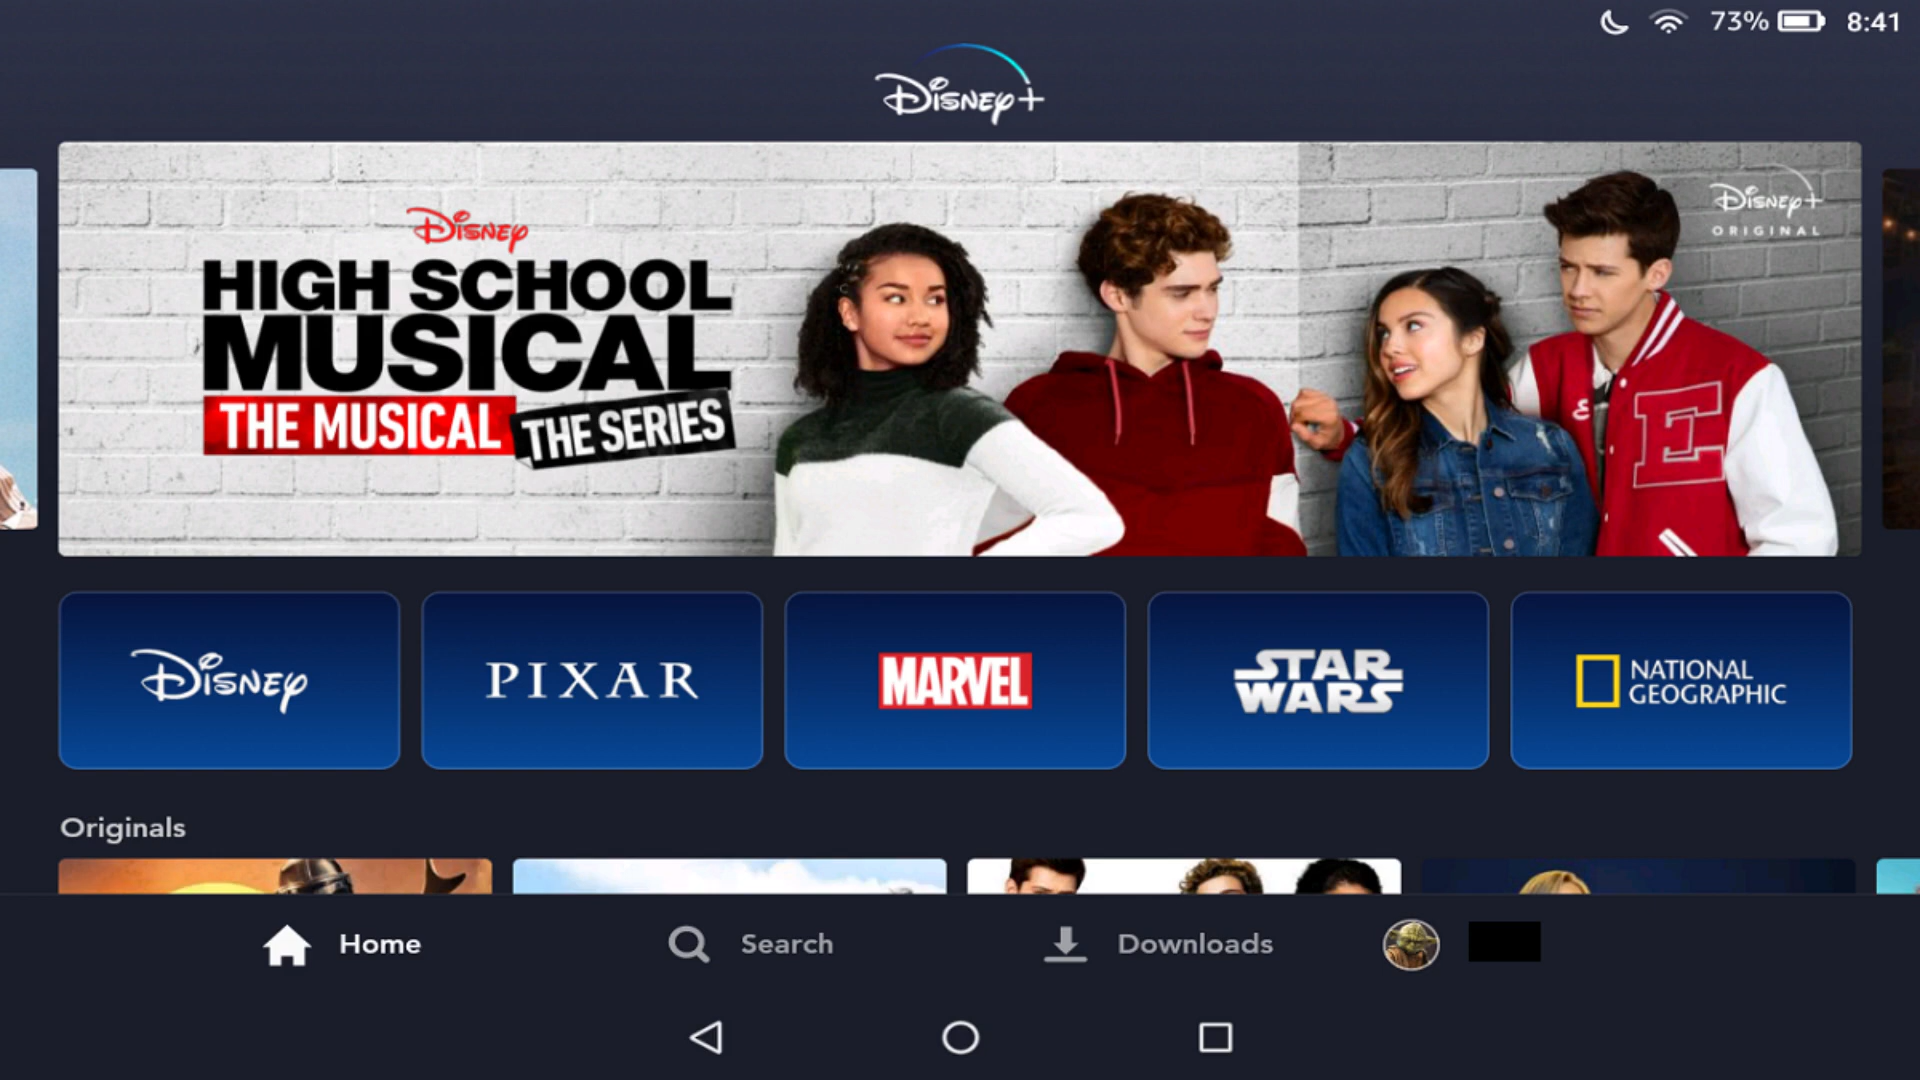 73% 8:41
Disney+
Disney
HIGH SCHOOL
MUSICAL
THE MUSICAL THE SERIES
Disney+
ORIGINAL
E
E
Disney
PIXAR
MARVEL
STAR
WARS
NATIONAL
GEOGRAPHIC
Originals
Home
Search
Downloads